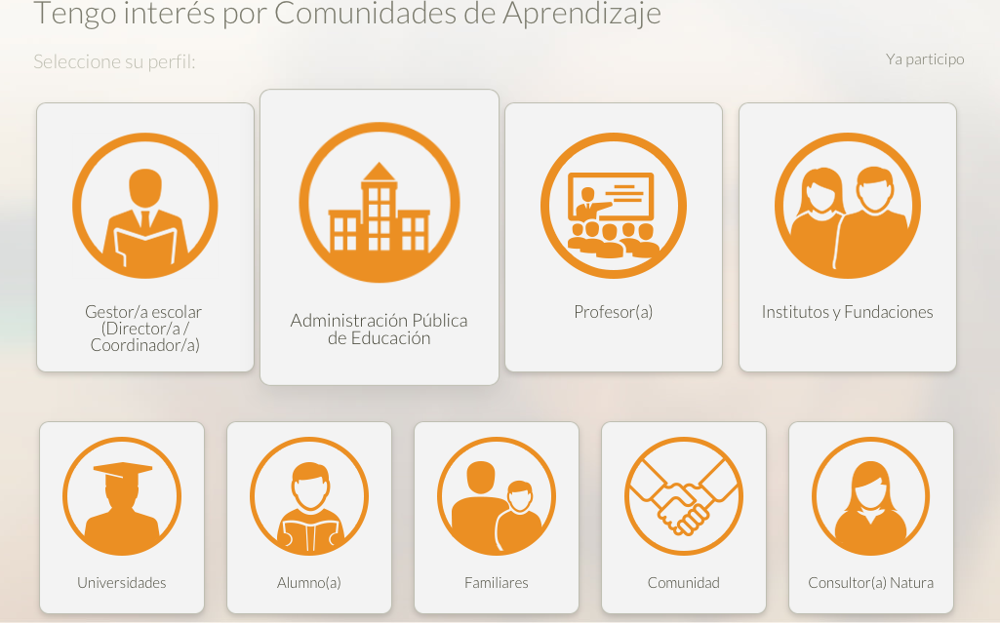 Tengo interés por Comunidades de Aprendizaje
Seleccione su perfil:
Ya participo
Gestor/a escolar
(Director/a /
Coordinador/a)
Administración Pública
de Educación
Profesor(a)
Institutos y Fundaciones
Universidades
Alumno(a)
Familiares
Comunidad
Consultor(a) Natura